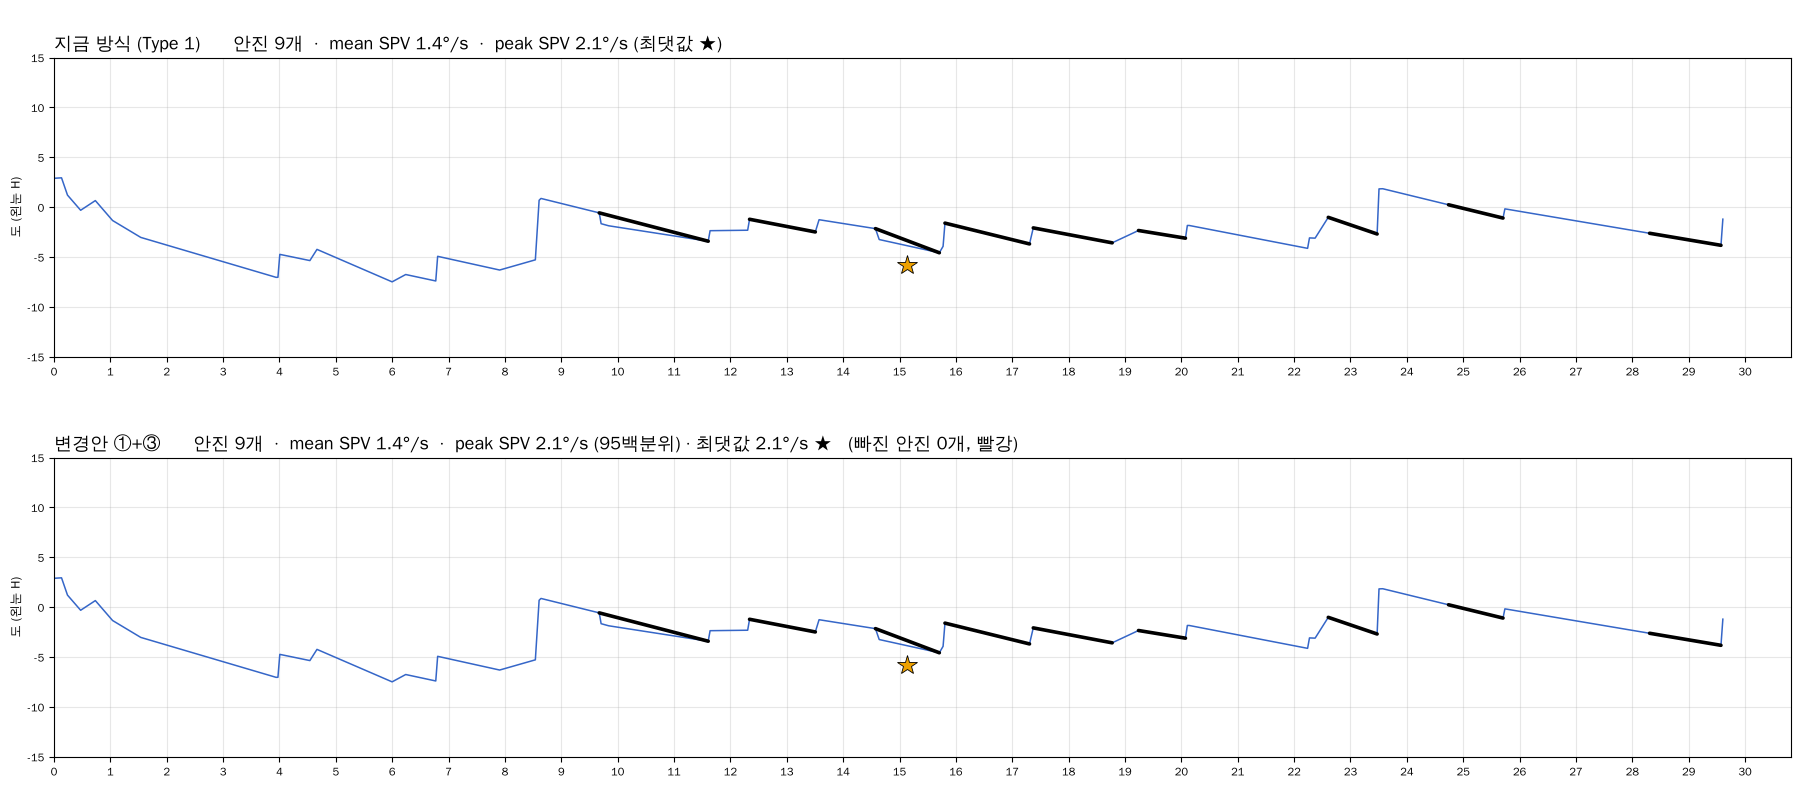 지금 방식 (Type 1) 안진 9개 · mean SPV 1.4°/s · peak SPV 2.1°/s (최댓값 ★)
15
10
5
0
-5
-10
-15
도 (왼눈 H)
0 1 2 3 4 5 6 7 8 9 10 11 12 13 14 15 16 17 18 19 20 21 22 23 24 25 26 27 28 29 30
변경안 ①+③ 안진 9개 · mean SPV 1.4°/s · peak SPV 2.1°/s (95백분위) · 최댓값 2.1°/s ★ (빠진 안진 0개, 빨강)
15
10
5
0
-5
-10
-15
도 (왼눈 H)
0 1 2 3 4 5 6 7 8 9 10 11 12 13 14 15 16 17 18 19 20 21 22 23 24 25 26 27 28 29 30